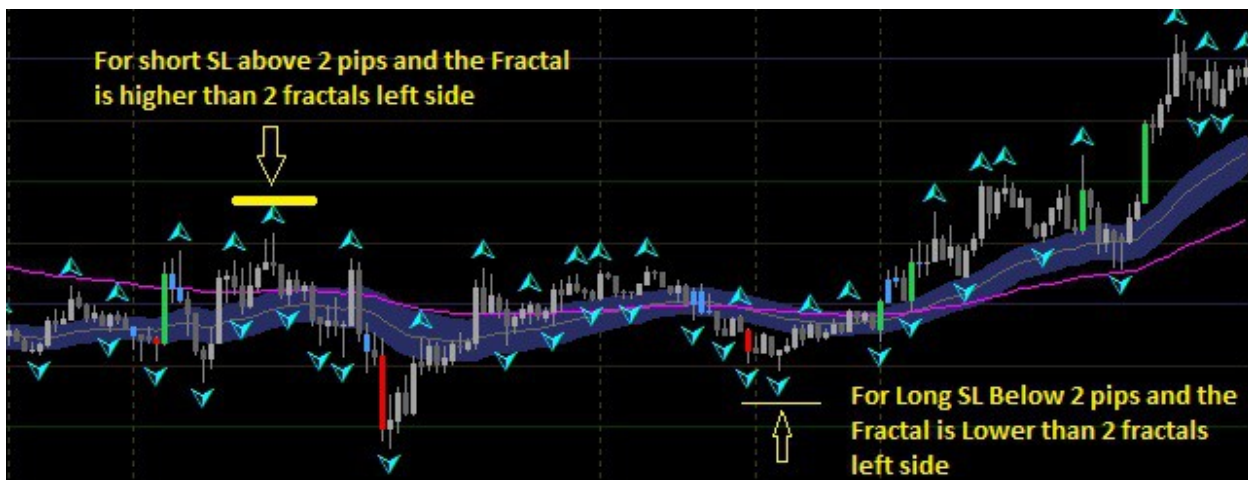 For short SL above 2 pips and the Fractal
is higher than 2 fractals left side
For Long SL Below 2 pips and the
Fractal is Lower than 2 fractals
left side